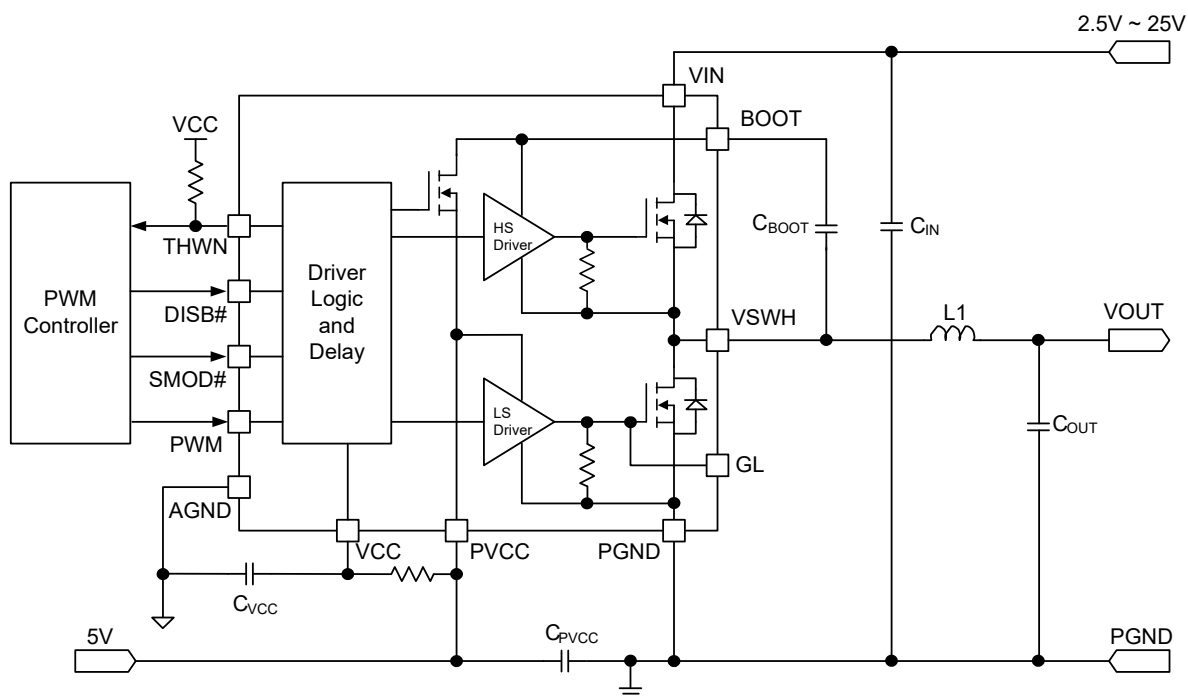 2.5V ~ 25V
VIN
BOOT
VCC
THWN
DISB#
SMOD#
PWM
AGND
PWM
Controller
Driver
Logic
and
Delay
HS
Driver
LS
Driver
CBOOT
CIN
VSWH
L1
VOUT
COUT
GL
VCC
PVCC
PGND
CVCC
5V
CPVCC
PGND